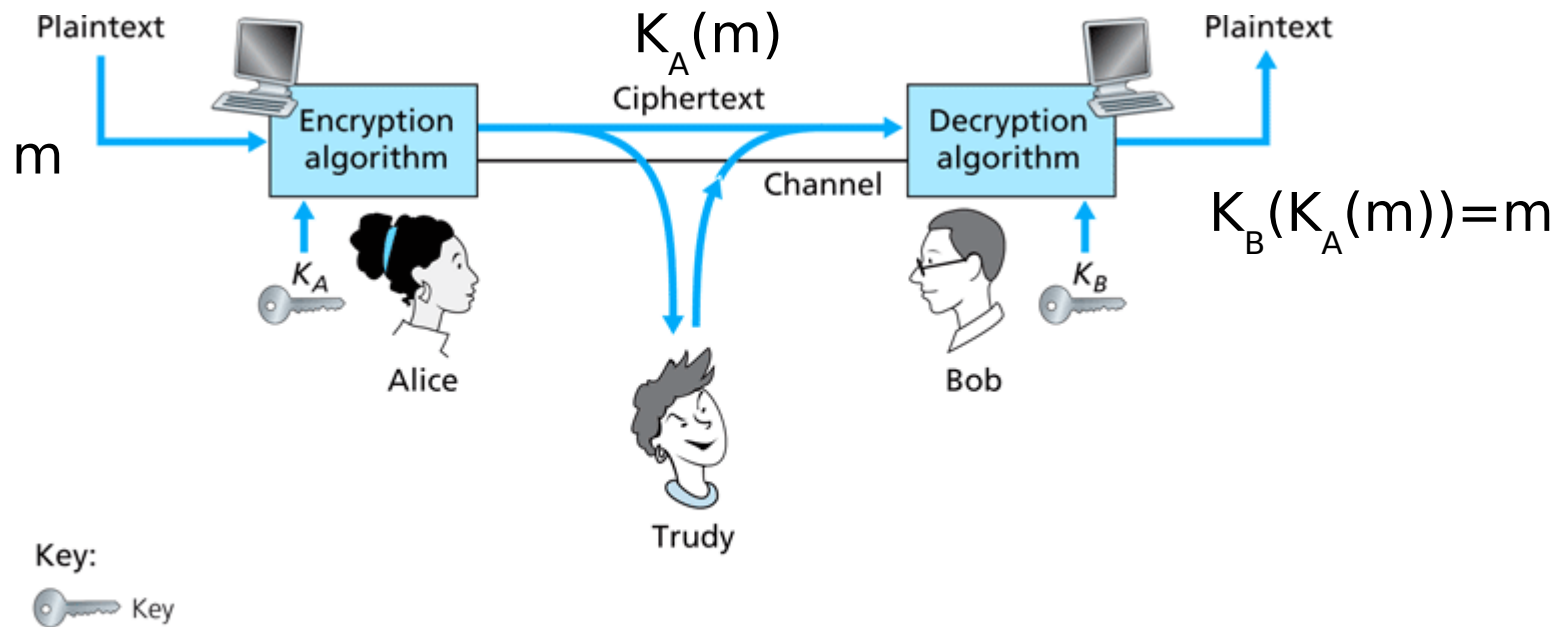 Plaintext
K_A(m)
Plaintext
Ciphertext
Encryption
algorithm
Decryption
algorithm
m
Channel
K_B(K_A(m))=m
K_A
K_B
Alice
Bob
Trudy
Key:
Key